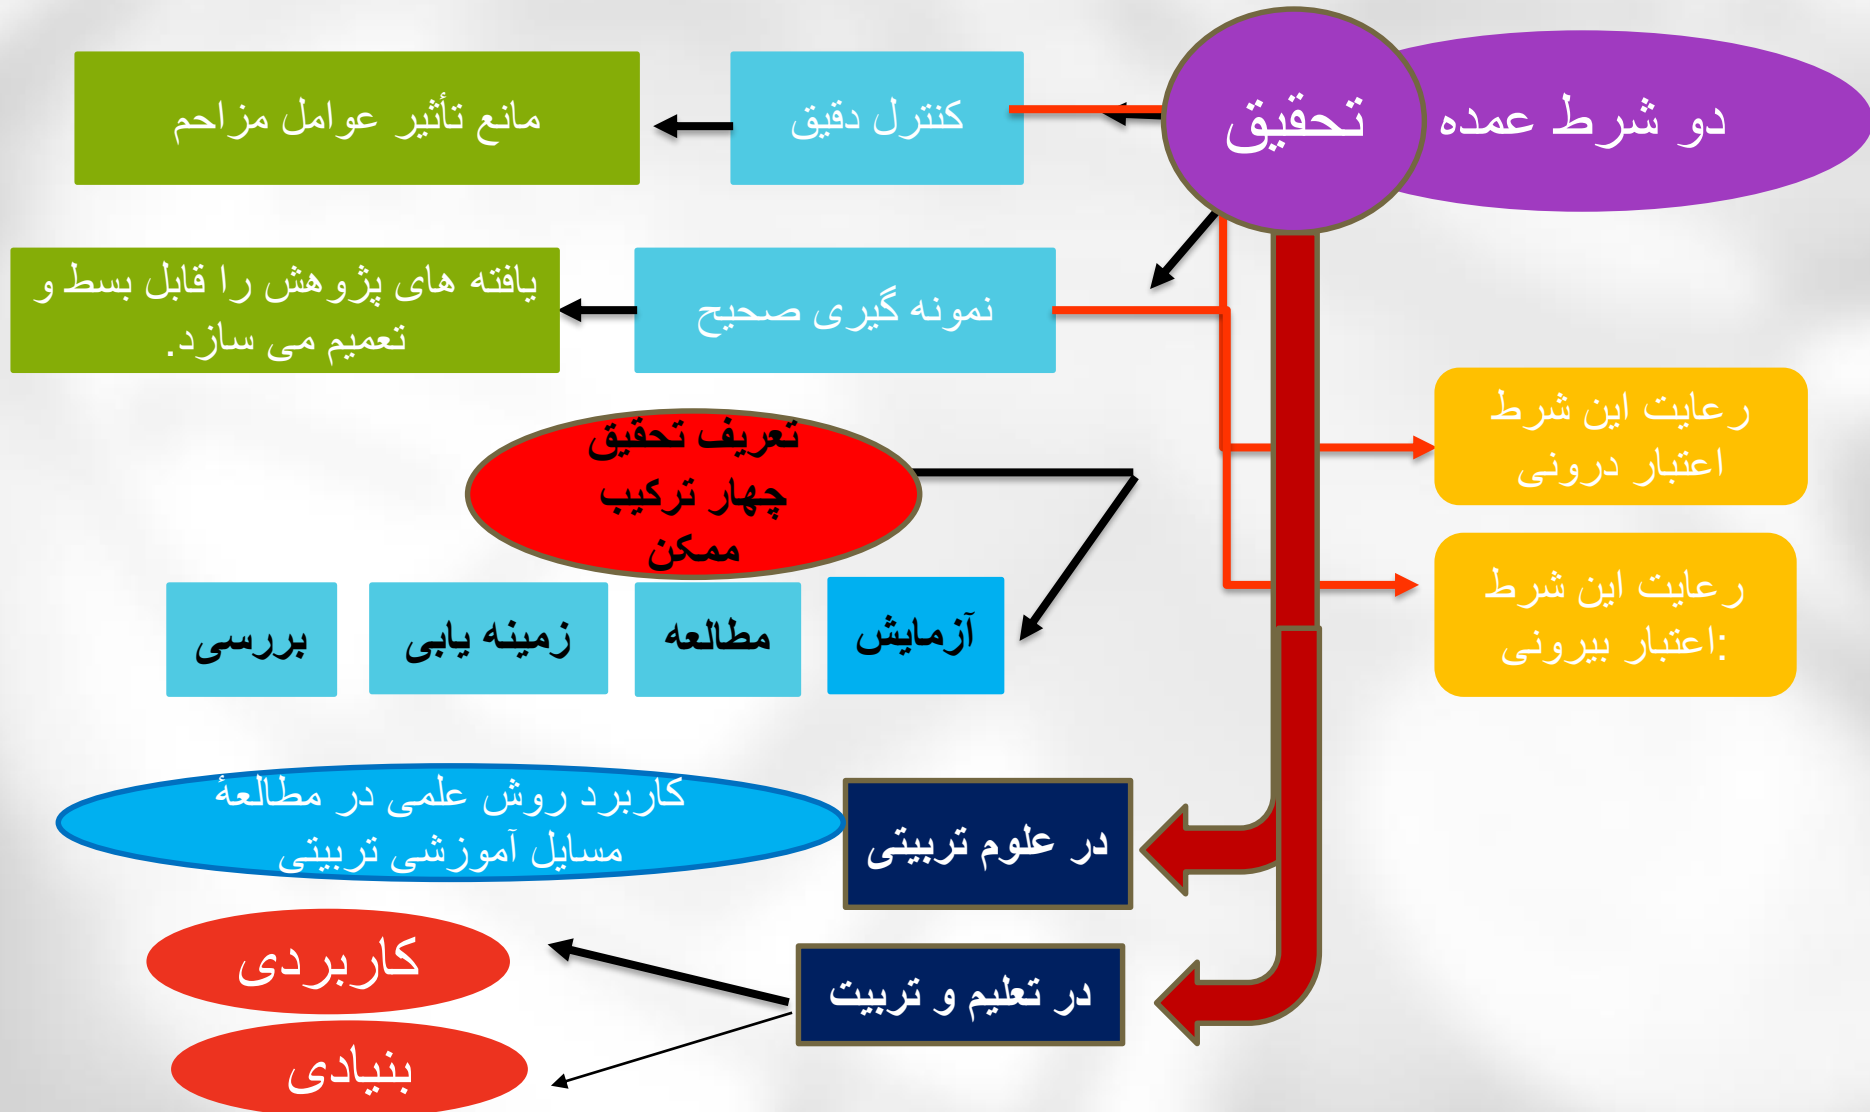 دو شرط عمده
تحقیق
کنترل دقیق
مانع تأثیر عوامل مزاحم
نمونه گیری صحیح
یافته های پژوهش را قابل بسط و
تعمیم می سازد.
رعایت این شرط
اعتبار درونی
رعایت این شرط
اعتبار بیرونی:
تعریف تحقیق
چهار ترکیب
ممکن
آزمایش
مطالعه
زمینه یابی
بررسی
در علوم تربیتی
کاربرد روش علمی در مطالعۀ
مسایل آموزشی تربیتی
در تعلیم و تربیت
کاربردی
بنیادی